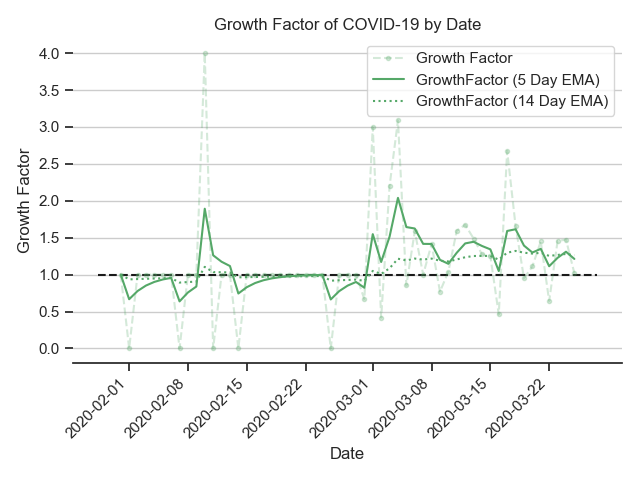 Growth Factor of COVID-19 by Date
Growth Factor
GrowthFactor (5 Day EMA)
GrowthFactor (14 Day EMA)
4.0
3.5
3.0
2.5
2.0
1.5
1.0
0.5
0.0
Growth Factor
2020-02-01
2020-02-08
2020-02-15
2020-02-22
2020-03-01
2020-03-08
2020-03-15
2020-03-22
Date